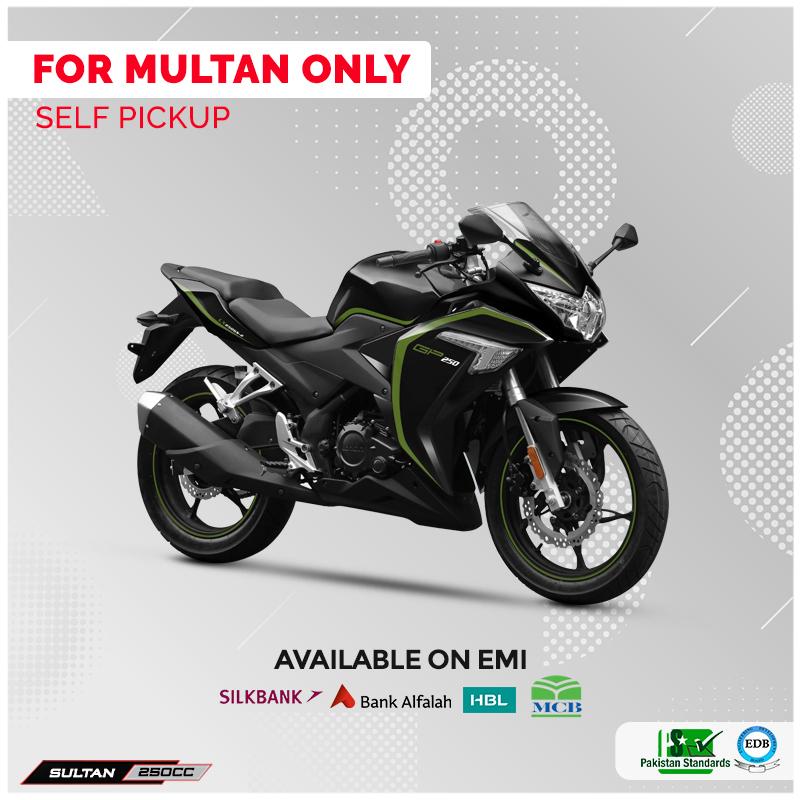 FOR MULTAN ONLY
SELF PICKUP
GP 250
AVAILABLE ON EMI
SILKBANK
Bank Alfalah
HBL
MCB
SULTAN 250CC
PS
Pakistan Standards
EDB